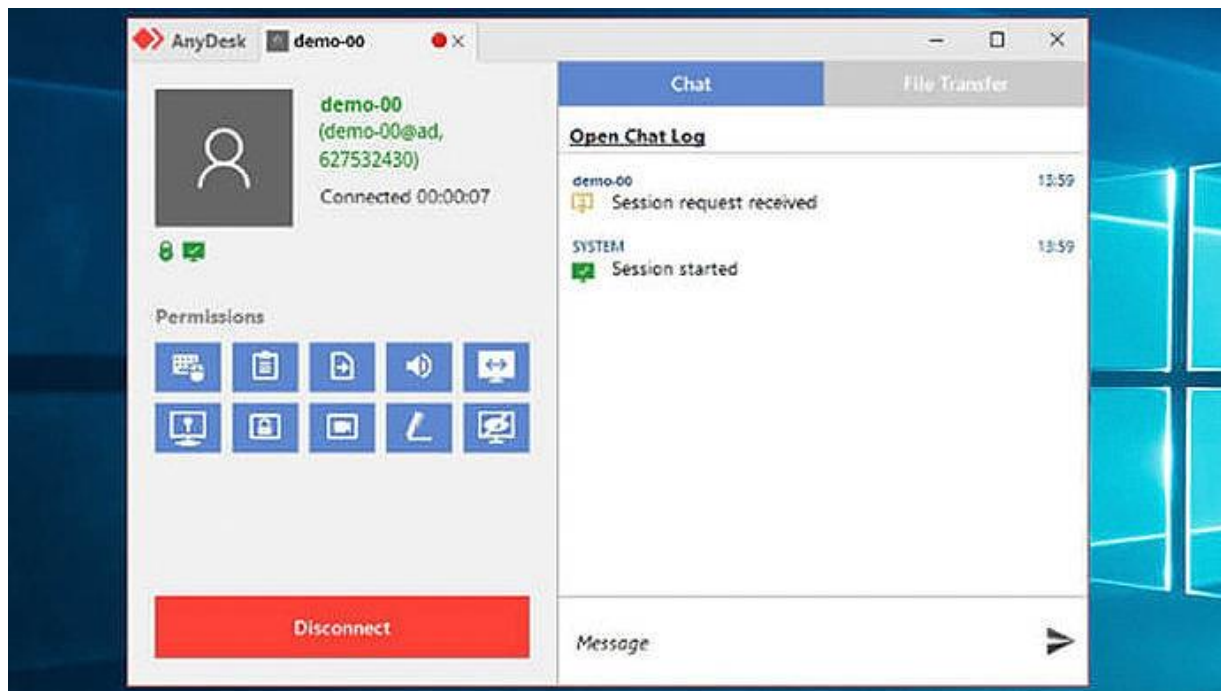 AnyDesk
demo-00
demo-00
(demo-00@ad,
627532430)
Connected 00:00:07
Permissions
Disconnect
Chat
File Transfer
Open Chat Log
demo-00
13:59
Session request received
SYSTEM
13:59
Session started
Message